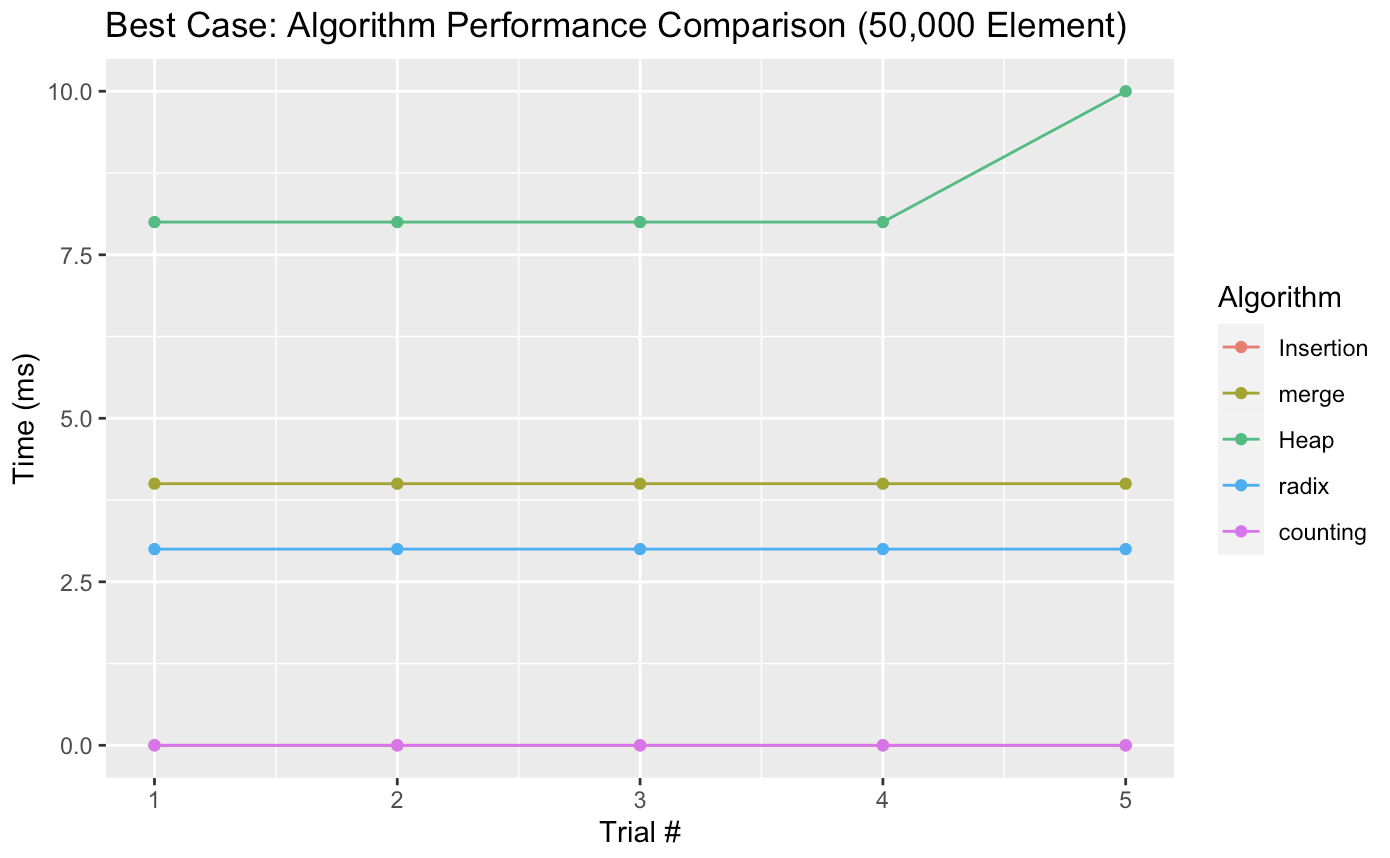 Best Case: Algorithm Performance Comparison (50,000 Element)
10.0
7.5
5.0
2.5
0.0
Time (ms)
1 2 3 4 5
Trial #
Algorithm
Insertion
merge
Heap
radix
counting